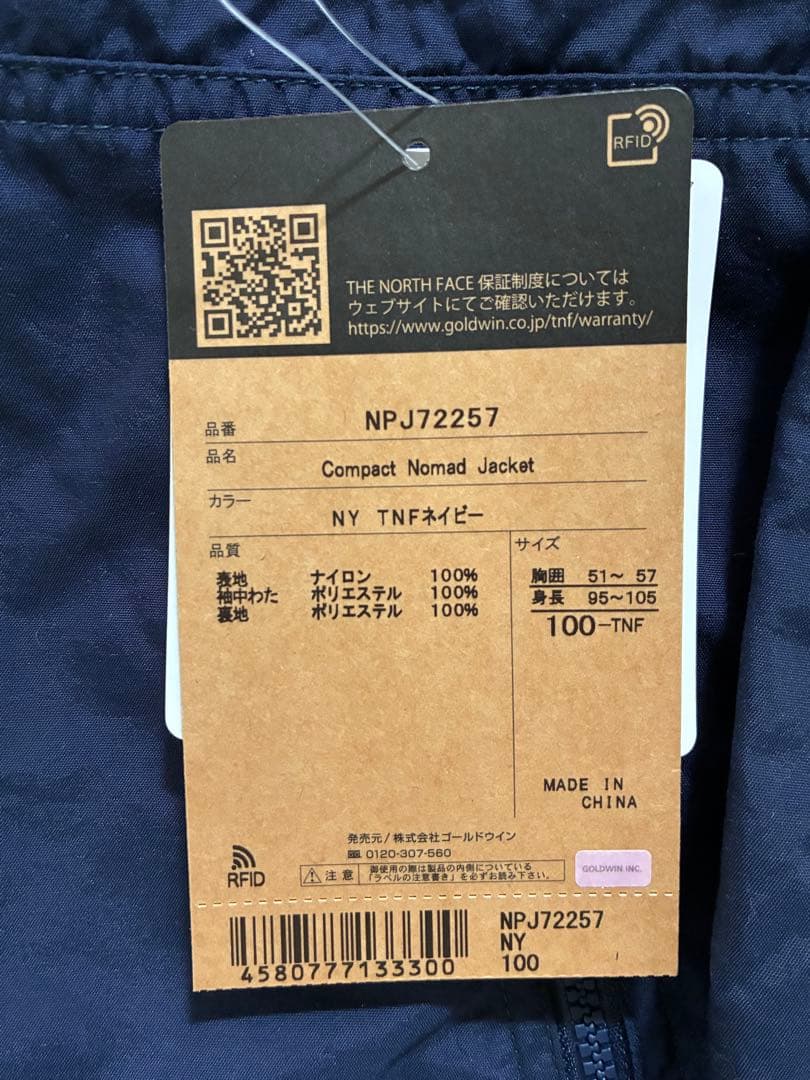 RFID
THE NORTH FACE 保証制度については
ウェブサイトにてご確認いただけます。
https://www.goldwin.co.jp/tnf/warranty/
品番 NPJ72257
品名 Compact Nomad Jacket
カラー NY TNFネイビー
品質
表地 ナイロン 100%
袖中わた ポリエステル 100%
裏地 ポリエステル 100%
サイズ
胸囲 51〜 57
身長 95〜105
100-TNF
MADE IN
CHINA
発売元/株式会社ゴールドウイン
0120-307-560
RFID
注意
御使用の際は製品の内側についている
「ラベルの注意書き」を必ずお読み下さい。
GOLDWIN INC.
4580777133300
NPJ72257
NY
100